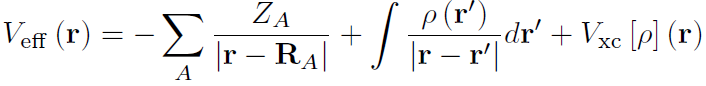 V_eff (r) = − ∑_A Z_A / |r − R_A| + ∫ ρ(r′) / |r − r′| dr′ + V_xc [ρ] (r)